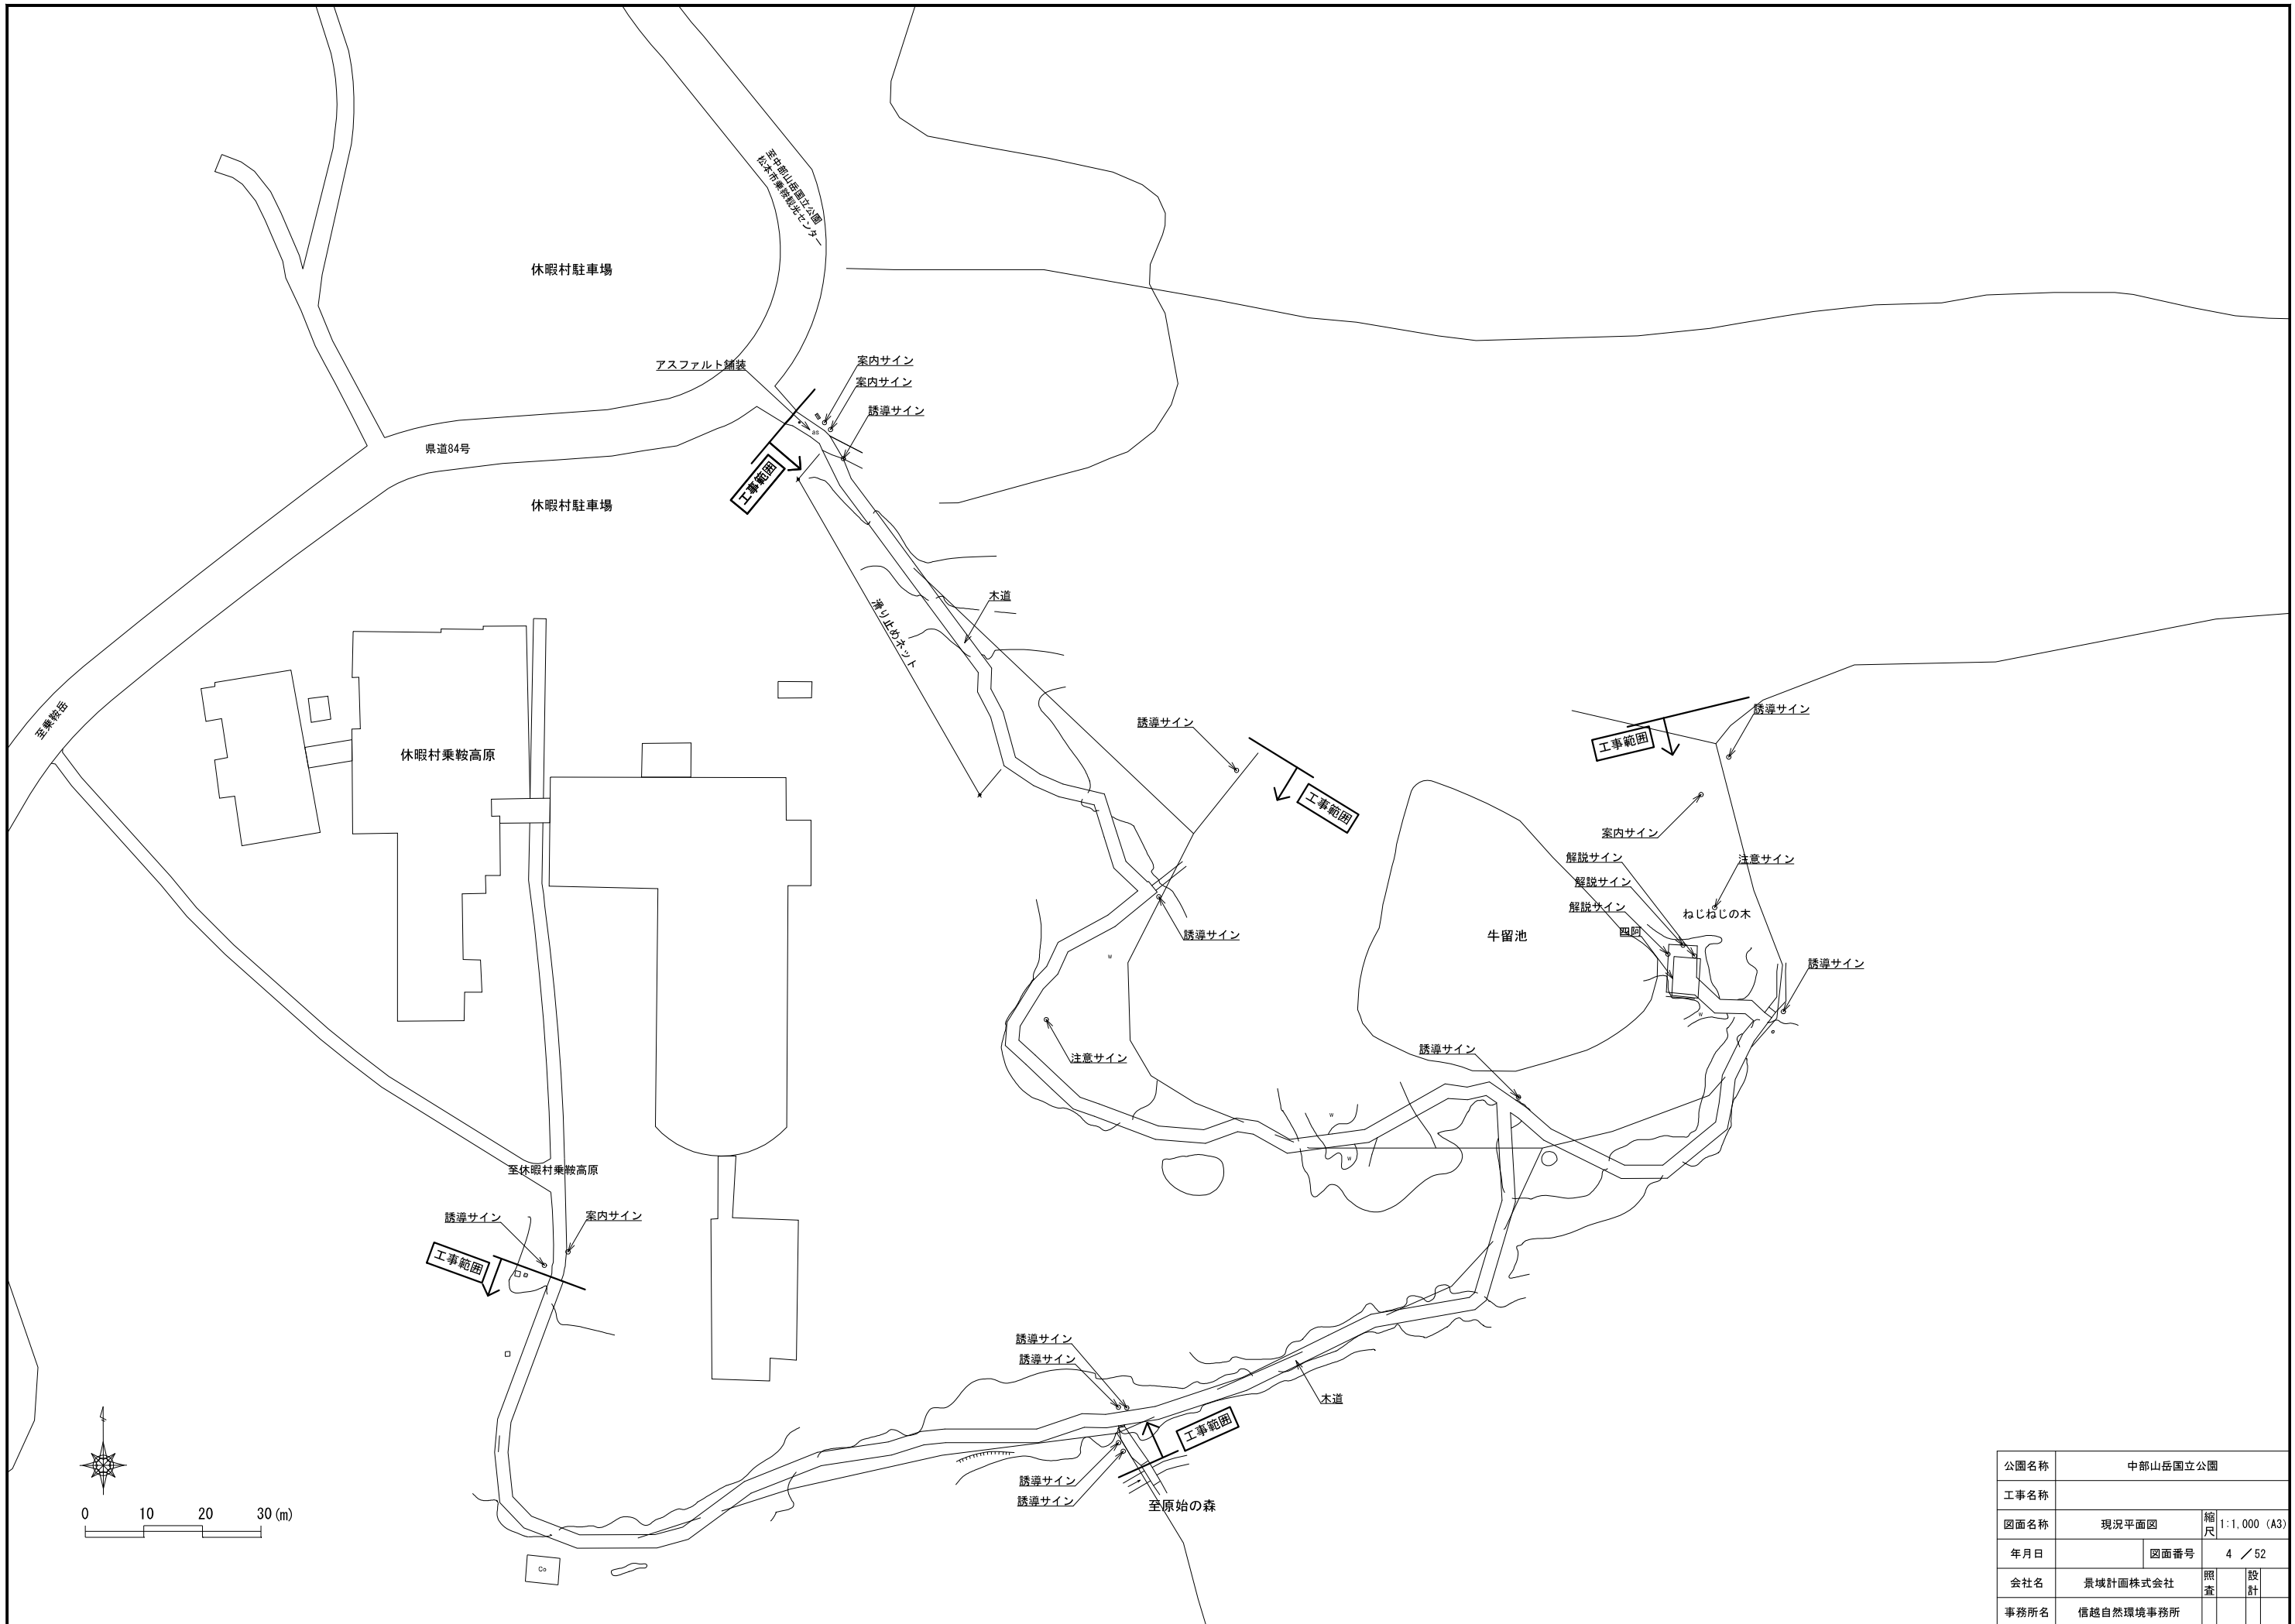 至中部山岳国立公園
松本市乗鞍観光センター
休暇村駐車場
アスファルト舗装
案内サイン
案内サイン
誘導サイン
as
県道84号
工事範囲
休暇村駐車場
木道
滑り止めネット
至乗鞍岳
休暇村乗鞍高原
誘導サイン
工事範囲
誘導サイン
工事範囲
案内サイン
解説サイン
注意サイン
解説サイン
解説サイン
ねじねじの木
四阿
牛留池
誘導サイン
誘導サイン
W
W
注意サイン
誘導サイン
W
W
至休暇村乗鞍高原
誘導サイン
案内サイン
工事範囲
誘導サイン
誘導サイン
木道
工事範囲
誘導サイン
誘導サイン
至原始の森
Co
0 10 20 30(m)
公園名称 中部山岳国立公園
工事名称
図面名称 現況平面図 縮尺 1:1,000 (A3)
年月日 図面番号 4 ／52
会社名 景域計画株式会社 照査 設計
事務所名 信越自然環境事務所